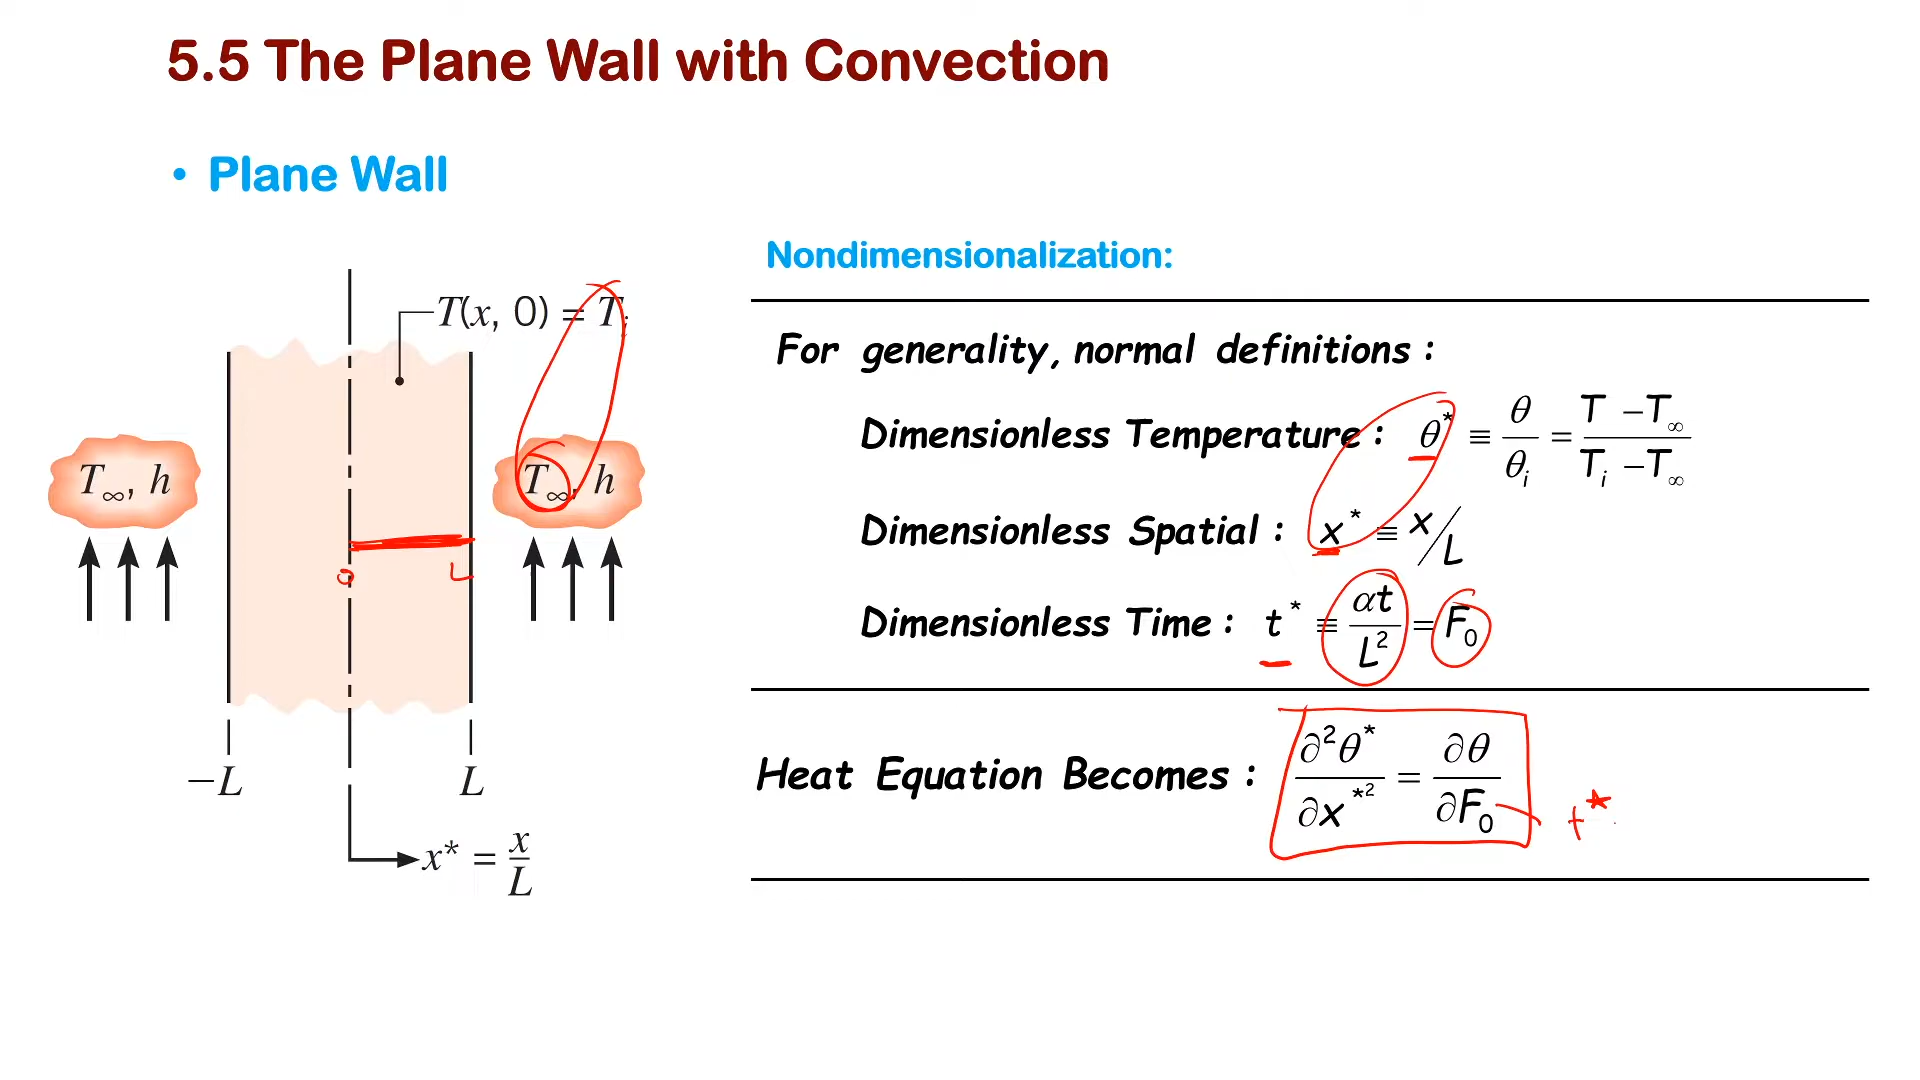 5.5 The Plane Wall with Convection
• Plane Wall
T(x, 0) = Tᵢ
T∞, h
T∞, h
0
L
−L
L
x* = x/L
Nondimensionalization:
For generality, normal definitions :
Dimensionless Temperature : θ* ≡ θ/θᵢ = (T −T∞)/(Tᵢ −T∞)
Dimensionless Spatial : x* ≡ x/L
Dimensionless Time : t* ≡ αt/L² = F₀
Heat Equation Becomes : ∂²θ*/∂x*² = ∂θ/∂F₀
t*